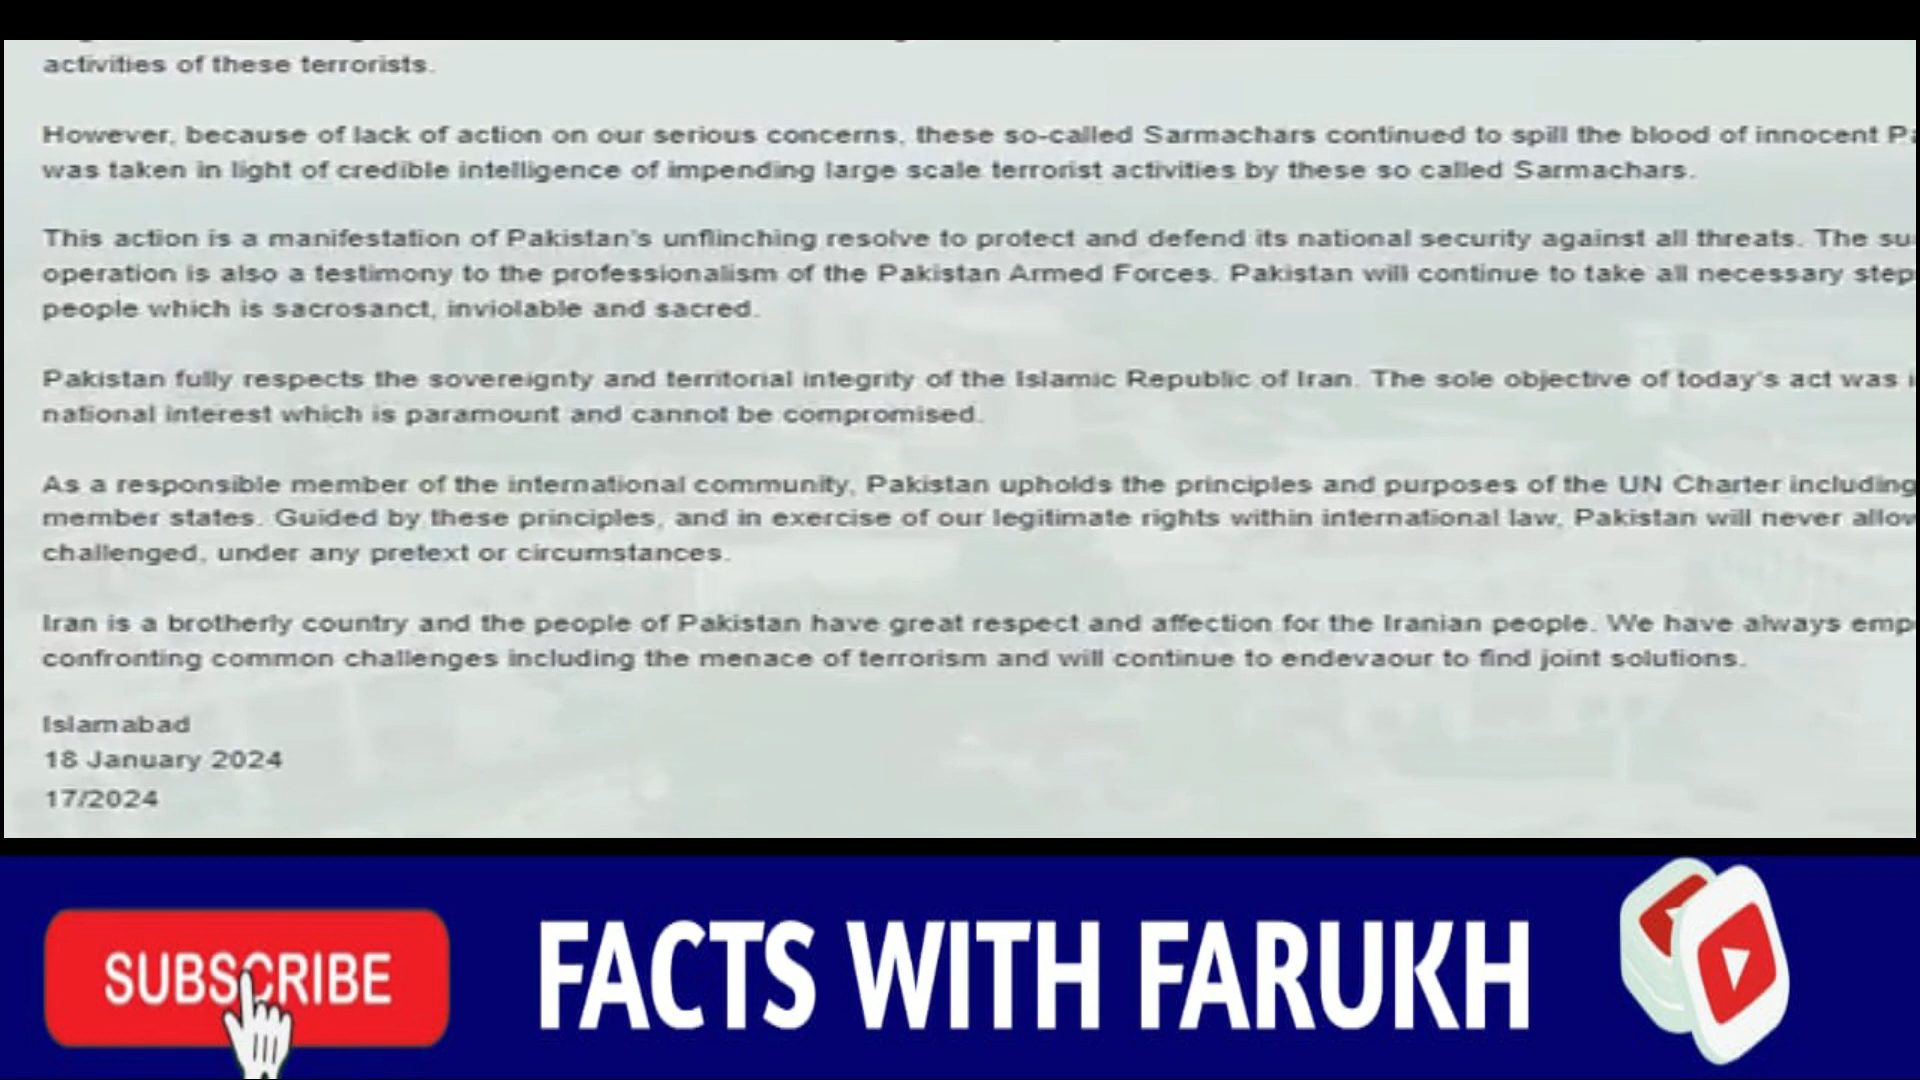 activities of these terrorists.
However, because of lack of action on our serious concerns, these so-called Sarmachars continued to spill the blood of innocent
was taken in light of credible intelligence of impending large scale terrorist activities by these so called Sarmachars.
This action is a manifestation of Pakistan's unflinching resolve to protect and defend its national security against all threats. The
operation is also a testimony to the professionalism of the Pakistan Armed Forces. Pakistan will continue to take all necessary
people which is sacrosanct, inviolable and sacred.
Pakistan fully respects the sovereignty and territorial integrity of the Islamic Republic of Iran. The sole objective of today's act was
national interest which is paramount and cannot be compromised.
As a responsible member of the international community, Pakistan upholds the principles and purposes of the UN Charter including
member states. Guided by these principles, and in exercise of our legitimate rights within international law, Pakistan will never
challenged, under any pretext or circumstances.
Iran is a brotherly country and the people of Pakistan have great respect and affection for the Iranian people. We have always
confronting common challenges including the menace of terrorism and will continue to endevaour to find joint solutions.
Islamabad
18 January 2024
17/2024
SUBSCRIBE
FACTS WITH FARUKH